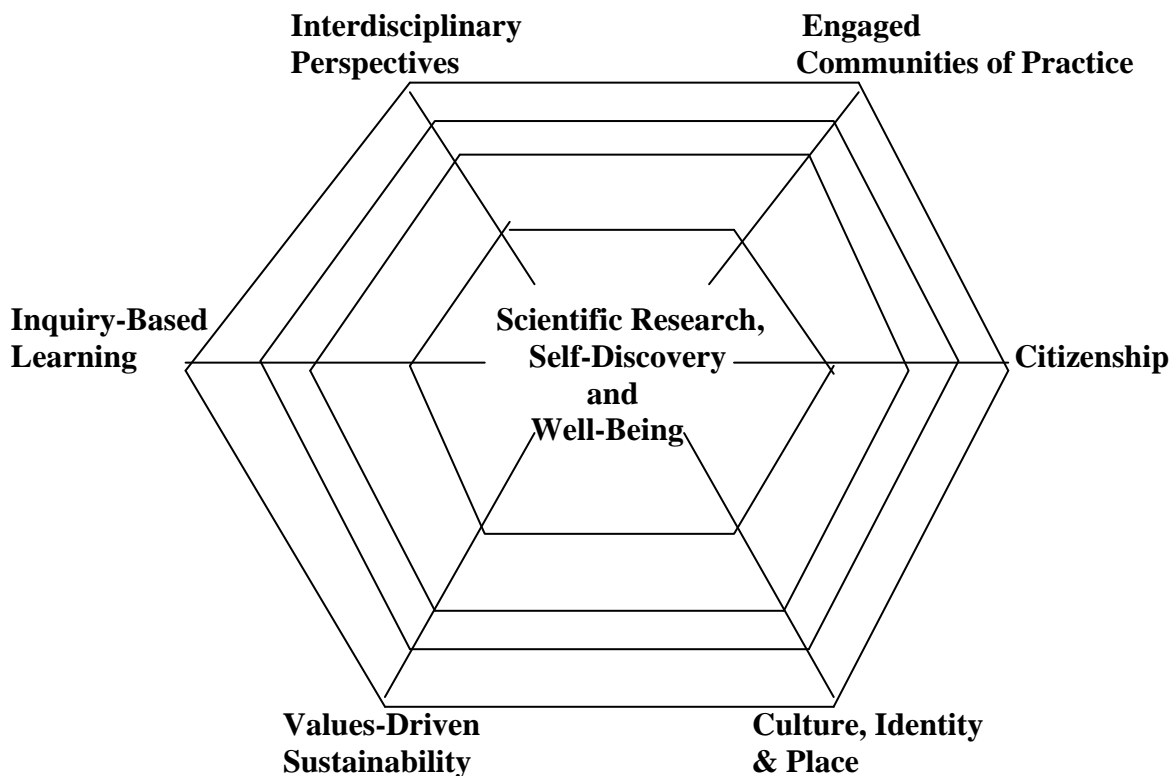 Interdisciplinary
Perspectives
Engaged
Communities of Practice
Inquiry-Based
Learning
Scientific Research,
Self-Discovery
and
Well-Being
Citizenship
Values-Driven
Sustainability
Culture, Identity
& Place